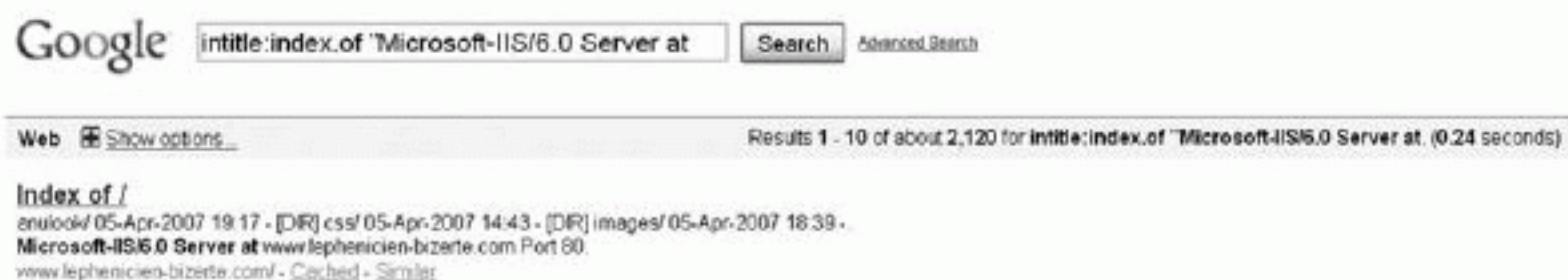 Google intitle:index.of "Microsoft-IIS/6.0 Server at Search Advanced Search
Web Show options... Results 1 - 10 of about 2,120 for intitle:index.of "Microsoft-IIS/6.0 Server at. (0.24 seconds)
Index of /
05-Apr-2007 19:17 - [DIR] css/ 05-Apr-2007 14:43 - [DIR] images/ 05-Apr-2007 18:39 -.
Microsoft-IIS/6.0 Server at www.lephenicien-bizerte.com Port 80.
www.lephenicien-bizerte.com/ - Cached - Similar